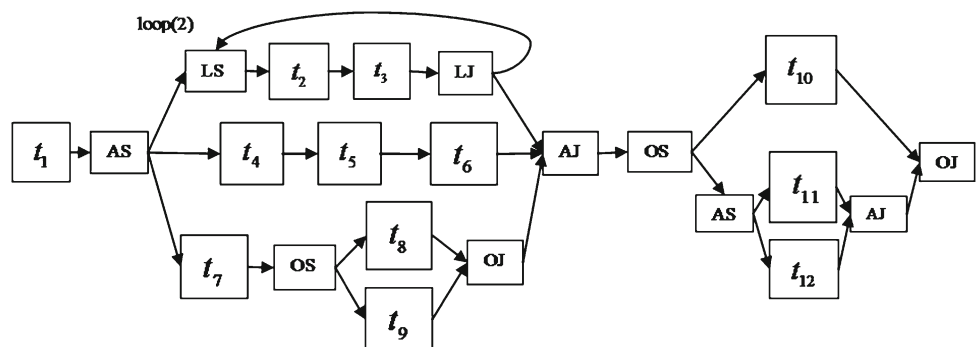 loop(2)
LS
t2
t3
LJ
t1
AS
t4
t5
t6
AJ
OS
t10
OJ
AS
t11
AJ
t12
t7
OS
t8
OJ
t9